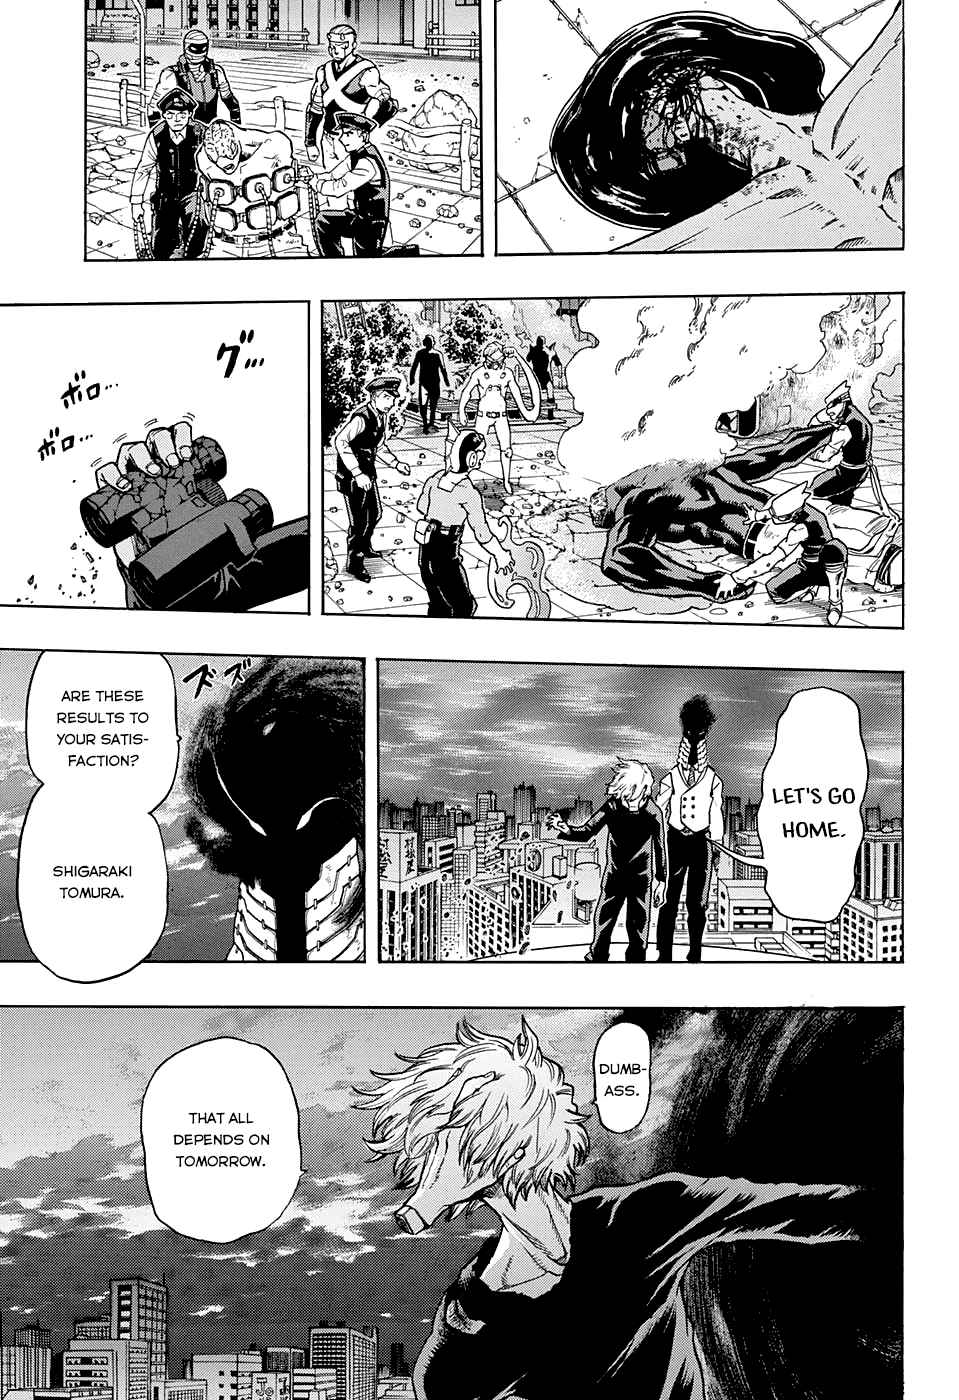 グ...
ボロ...
ボロ...
LET'S GO
HOME.
ズズ
ARE THESE
RESULTS TO
YOUR SATIS-
FACTION?
SHIGARAKI
TOMURA.
DUMB-
ASS.
THAT ALL
DEPENDS ON
TOMORROW.